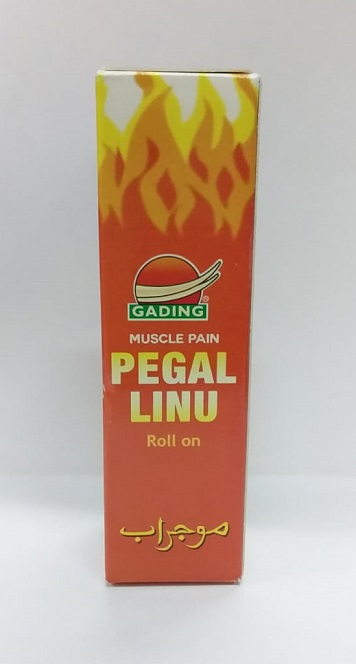 GADING®
MUSCLE PAIN
PEGAL
LINU
Roll on
موجراب